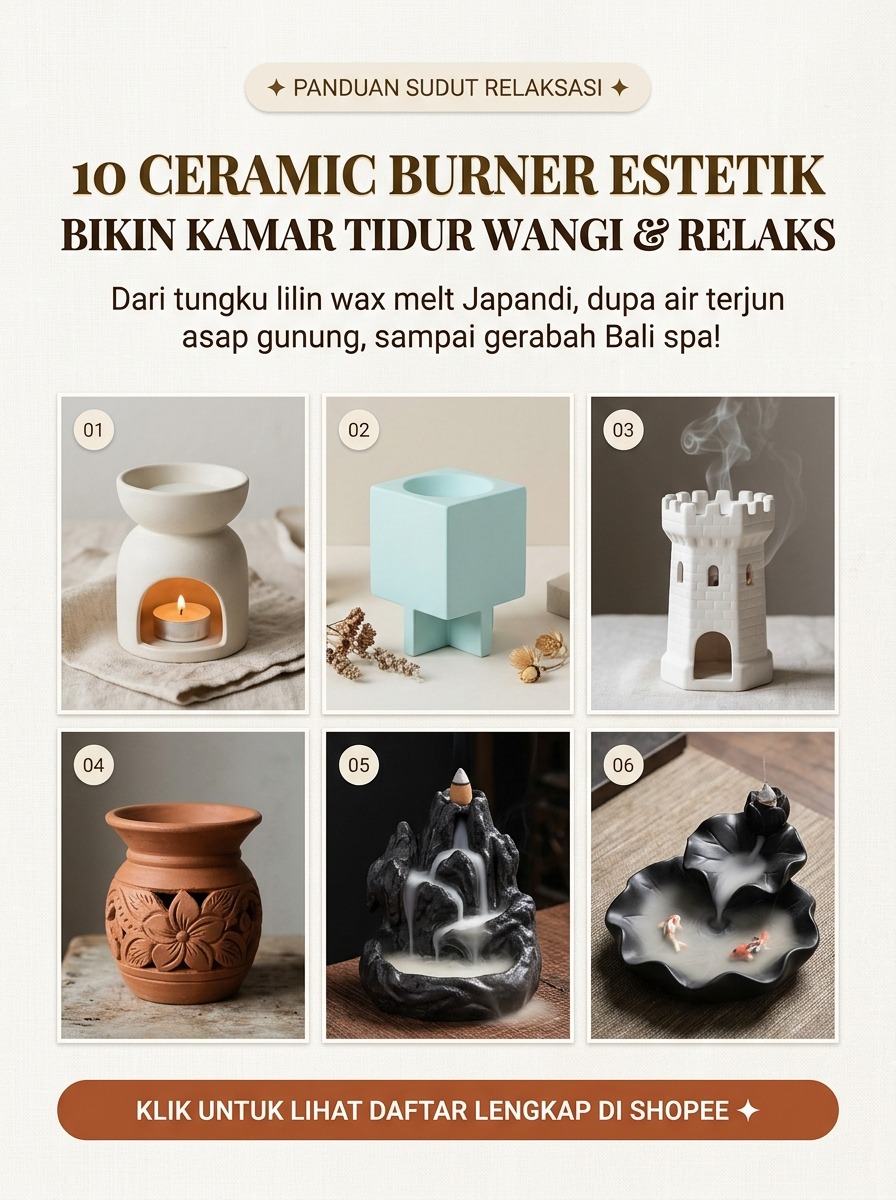 ✦ PANDUAN SUDUT RELAKSASI ✦
10 CERAMIC BURNER ESTETIK
BIKIN KAMAR TIDUR WANGI & RELAKS
Dari tungku lilin wax melt Japandi, dupa air terjun
asap gunung, sampai gerabah Bali spa!
01
02
03
04
05
06
KLIK UNTUK LIHAT DAFTAR LENGKAP DI SHOPEE ✦